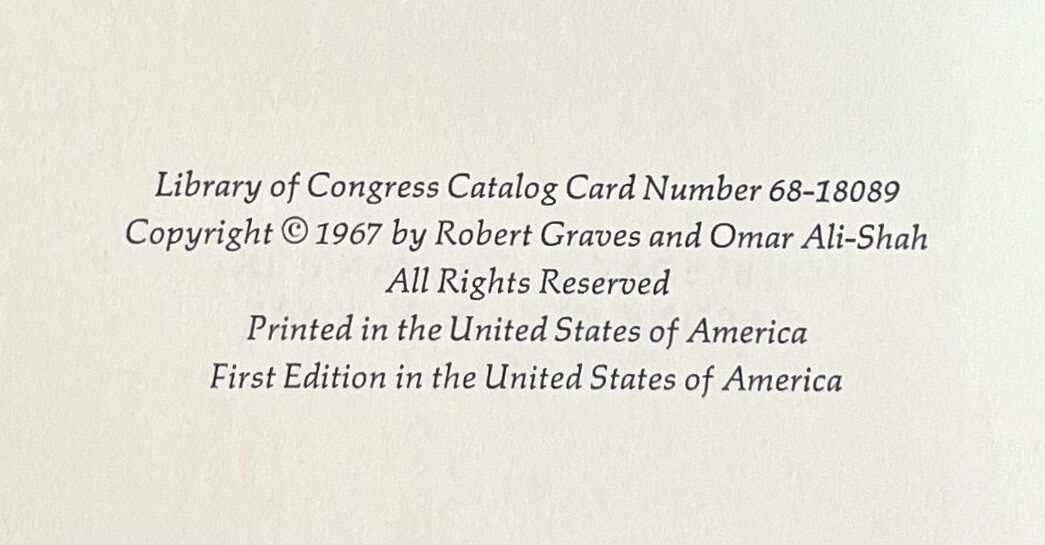 Library of Congress Catalog Card Number 68-18089
Copyright © 1967 by Robert Graves and Omar Ali-Shah
All Rights Reserved
Printed in the United States of America
First Edition in the United States of America